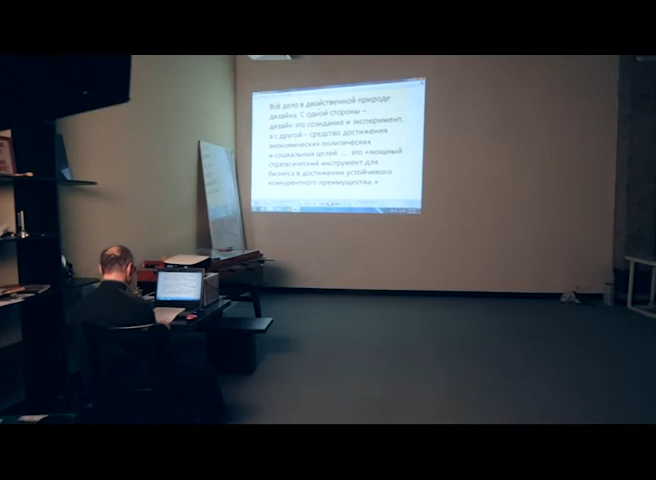 Всё дело в двойственной природе
дизайна. С одной стороны –
дизайн это созидание и эксперимент,
а с другой – средство достижения
экономических политических
и социальных целей ... это «мощный
стратегический инструмент для
бизнеса в достижении устойчивого
конкурентного преимущества.»